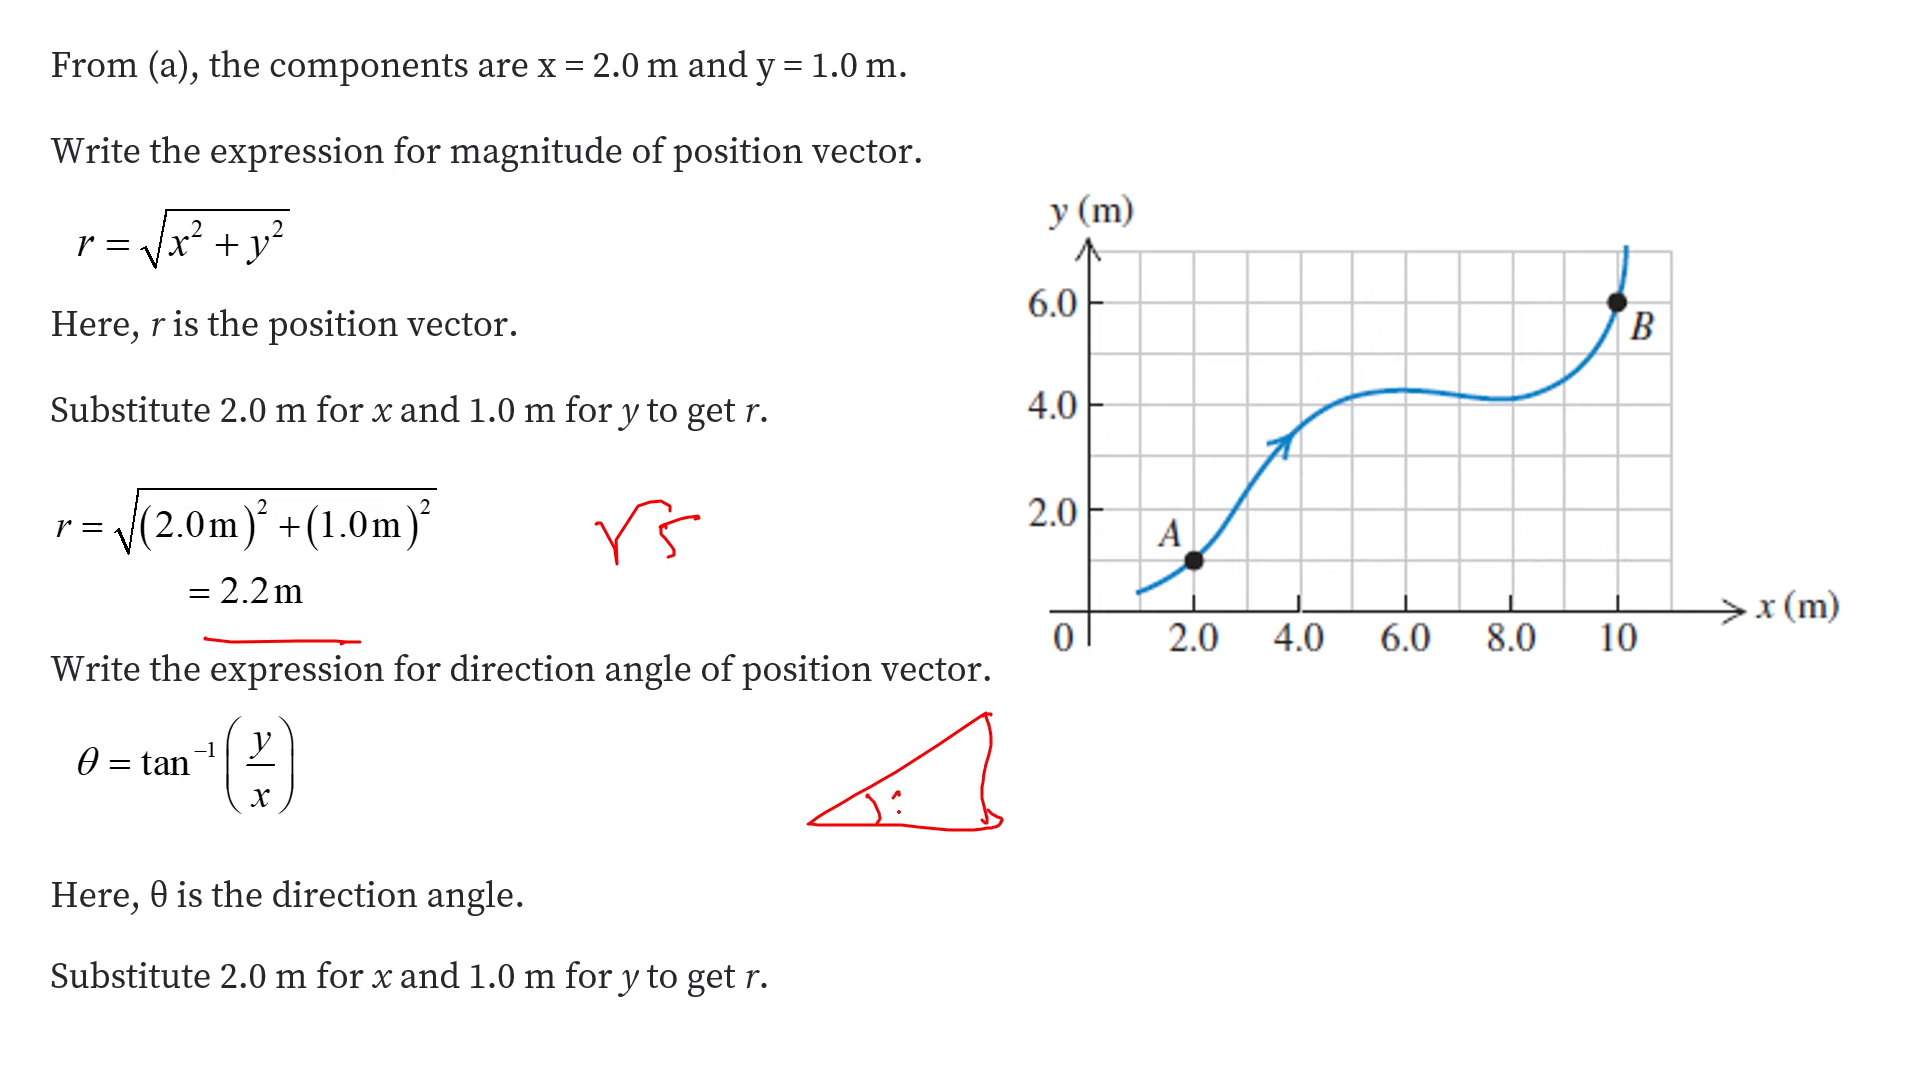 From (a), the components are x = 2.0 m and y = 1.0 m.
Write the expression for magnitude of position vector.
r = √(x² + y²)
Here, r is the position vector.
Substitute 2.0 m for x and 1.0 m for y to get r.
r = √((2.0 m)² + (1.0 m)²)
= 2.2 m
√5
Write the expression for direction angle of position vector.
θ = tan⁻¹(y/x)
?
Here, θ is the direction angle.
Substitute 2.0 m for x and 1.0 m for y to get r.
y (m)
6.0
B
4.0
2.0
A
x (m)
0 2.0 4.0 6.0 8.0 10